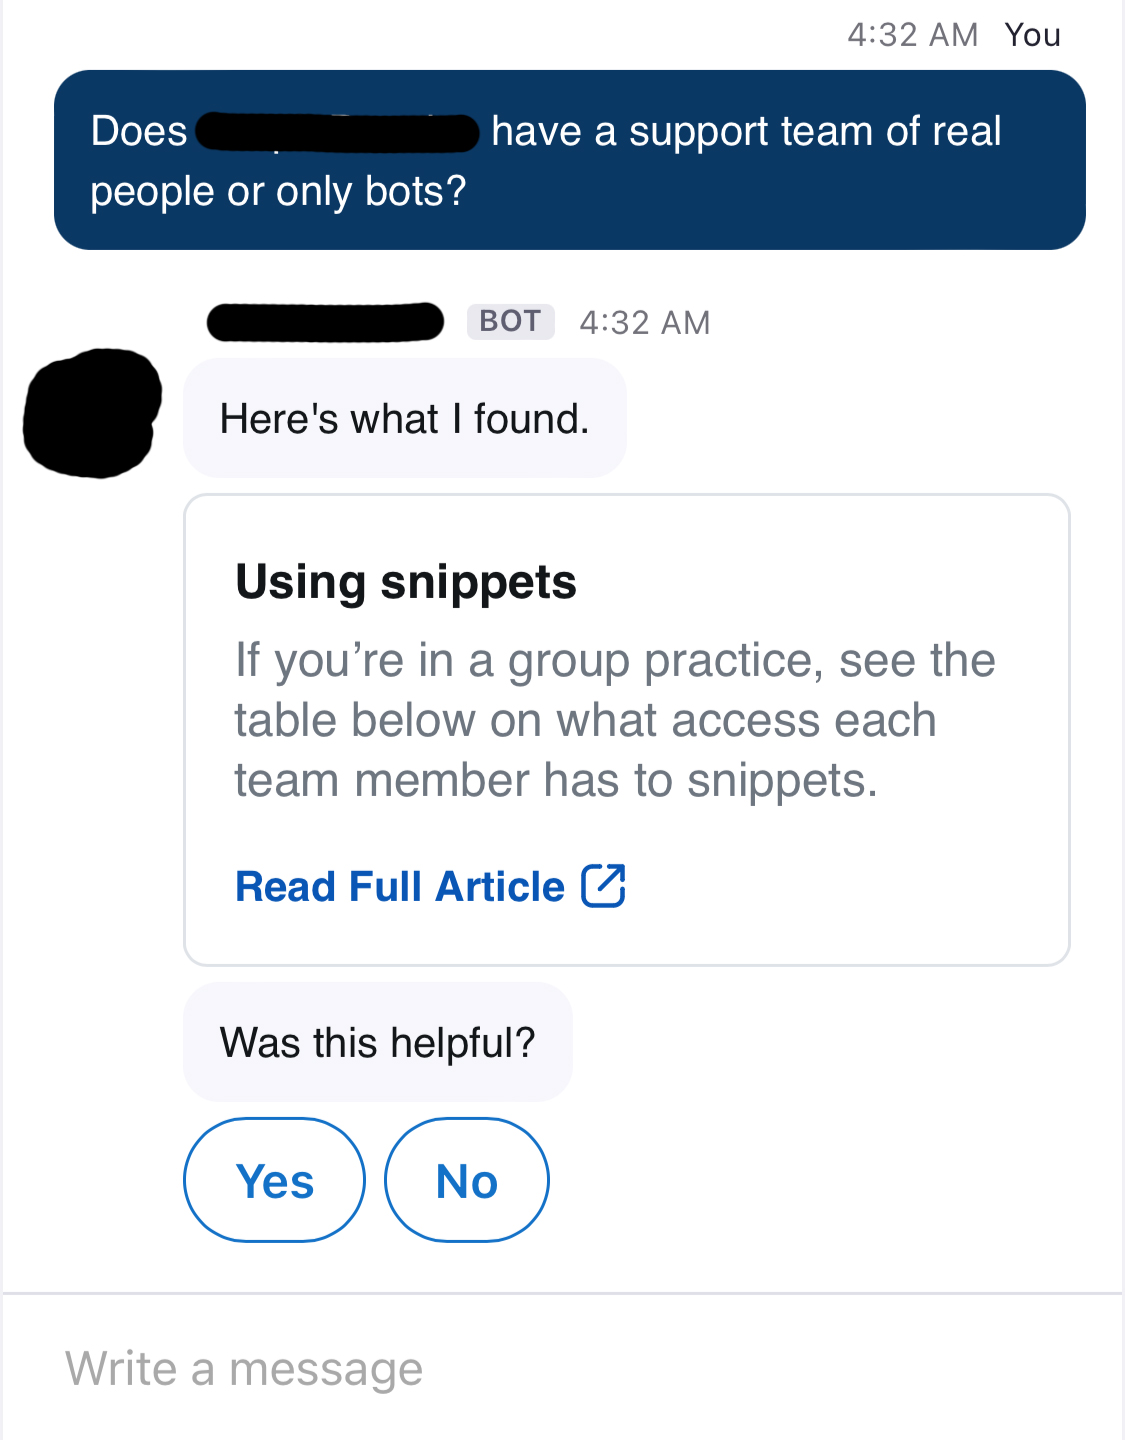 4:32 AM You
Does have a support team of real
people or only bots?
BOT 4:32 AM
Here's what I found.
Using snippets
If you’re in a group practice, see the
table below on what access each
team member has to snippets.
Read Full Article
Was this helpful?
Yes No
Write a message